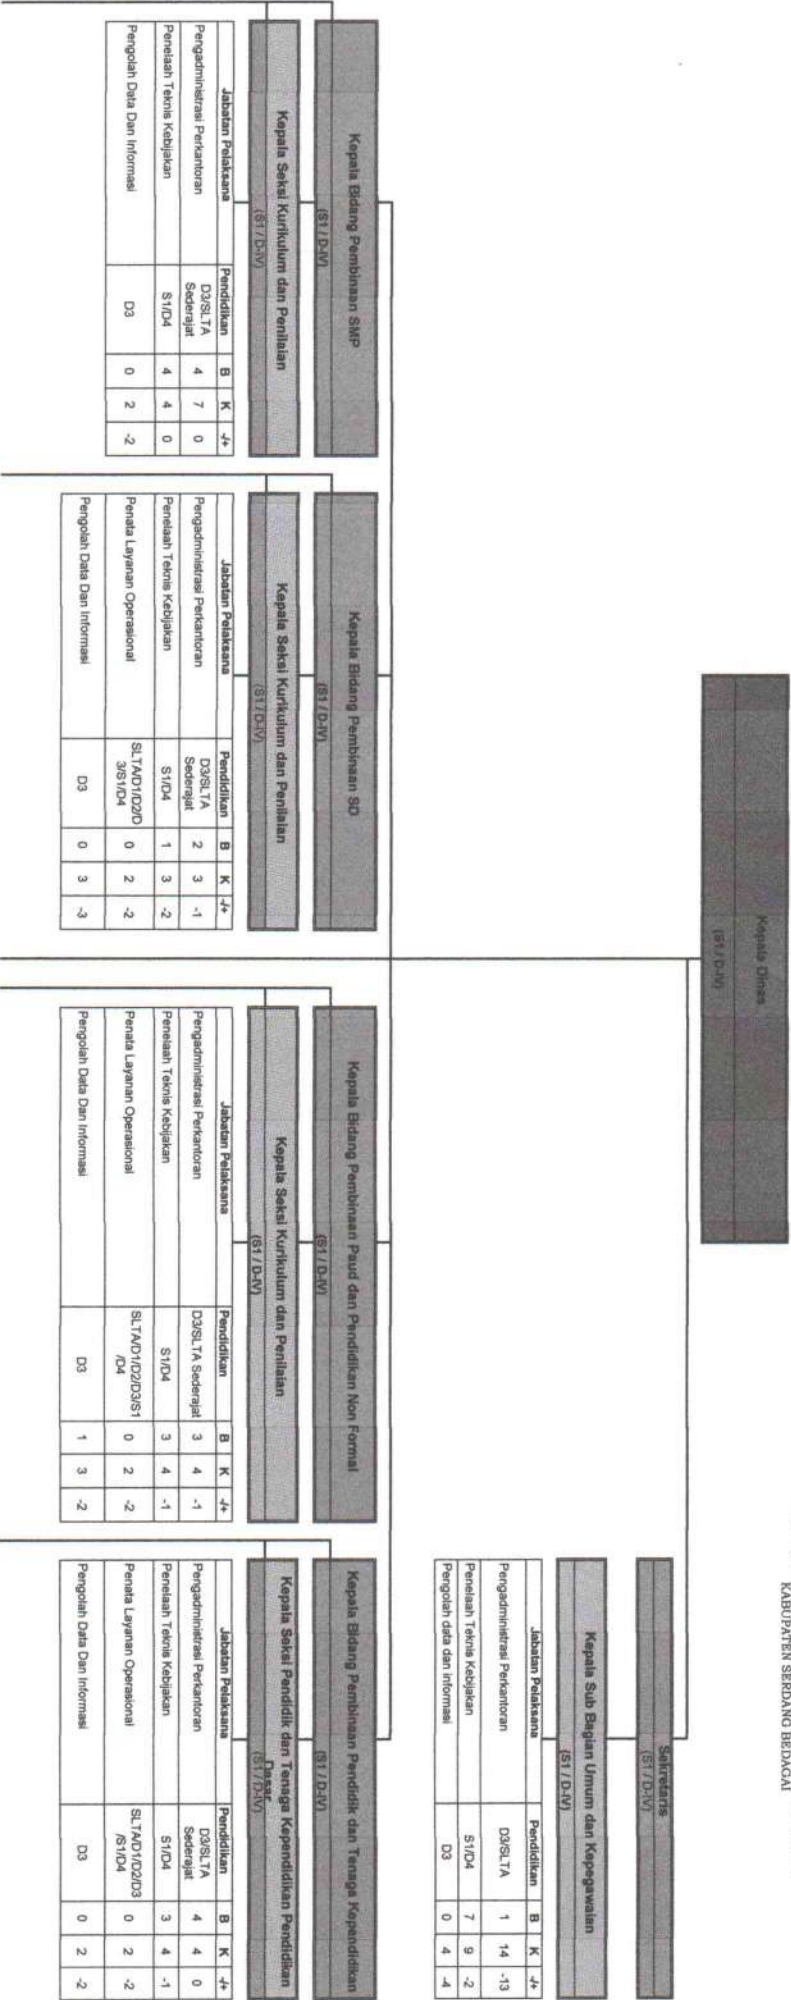 KABUPATEN SERDANG BEDAGAI
Kepala Dinas
(S1 / D-IV)
Sekretaris
(S1 / D-IV)
Kepala Sub Bagian Umum dan Kepegawaian
(S1 / D-IV)
Jabatan Pelaksana Pendidikan B K -/+
Pengadministrasi Perkantoran D3/SLTA 1 14 -13
Penelaah Teknis Kebijakan S1/D4 7 9 -2
Pengolah data dan informasi D3 0 4 -4
Kepala Bidang Pembinaan SMP
(S1 / D-IV)
Kepala Seksi Kurikulum dan Penilaian
(S1 / D-IV)
Jabatan Pelaksana Pendidikan B K -/+
Pengadministrasi Perkantoran D3/SLTA
Sederajat 4 7 0
Penelaah Teknis Kebijakan S1/D4 4 4 0
Pengolah Data Dan Informasi D3 0 2 -2
Kepala Bidang Pembinaan SD
(S1 / D-IV)
Kepala Seksi Kurikulum dan Penilaian
(S1 / D-IV)
Jabatan Pelaksana Pendidikan B K -/+
Pengadministrasi Perkantoran D3/SLTA
Sederajat 2 3 -1
Penelaah Teknis Kebijakan S1/D4 1 3 -2
Penata Layanan Operasional SLTA/D1/D2/D
3/S1/D4 0 2 -2
Pengolah Data Dan Informasi D3 0 3 -3
Kepala Bidang Pembinaan Paud dan Pendidikan Non Formal
(S1 / D-IV)
Kepala Seksi Kurikulum dan Penilaian
(S1 / D-IV)
Jabatan Pelaksana Pendidikan B K -/+
Pengadministrasi Perkantoran D3/SLTA Sederajat 3 4 -1
Penelaah Teknis Kebijakan S1/D4 3 4 -1
Penata Layanan Operasional SLTA/D1/D2/D3/S1
/D4 0 2 -2
Pengolah Data Dan Informasi D3 1 3 -2
Kepala Bidang Pembinaan Pendidik dan Tenaga Kependidikan
(S1 / D-IV)
Kepala Seksi Pendidik dan Tenaga Kependidikan Pendidikan
Dasar
(S1 / D-IV)
Jabatan Pelaksana Pendidikan B K -/+
Pengadministrasi Perkantoran D3/SLTA
Sederajat 4 4 0
Penelaah Teknis Kebijakan S1/D4 3 4 -1
Penata Layanan Operasional SLTA/D1/D2/D3
/S1/D4 0 2 -2
Pengolah Data Dan Informasi D3 0 2 -2